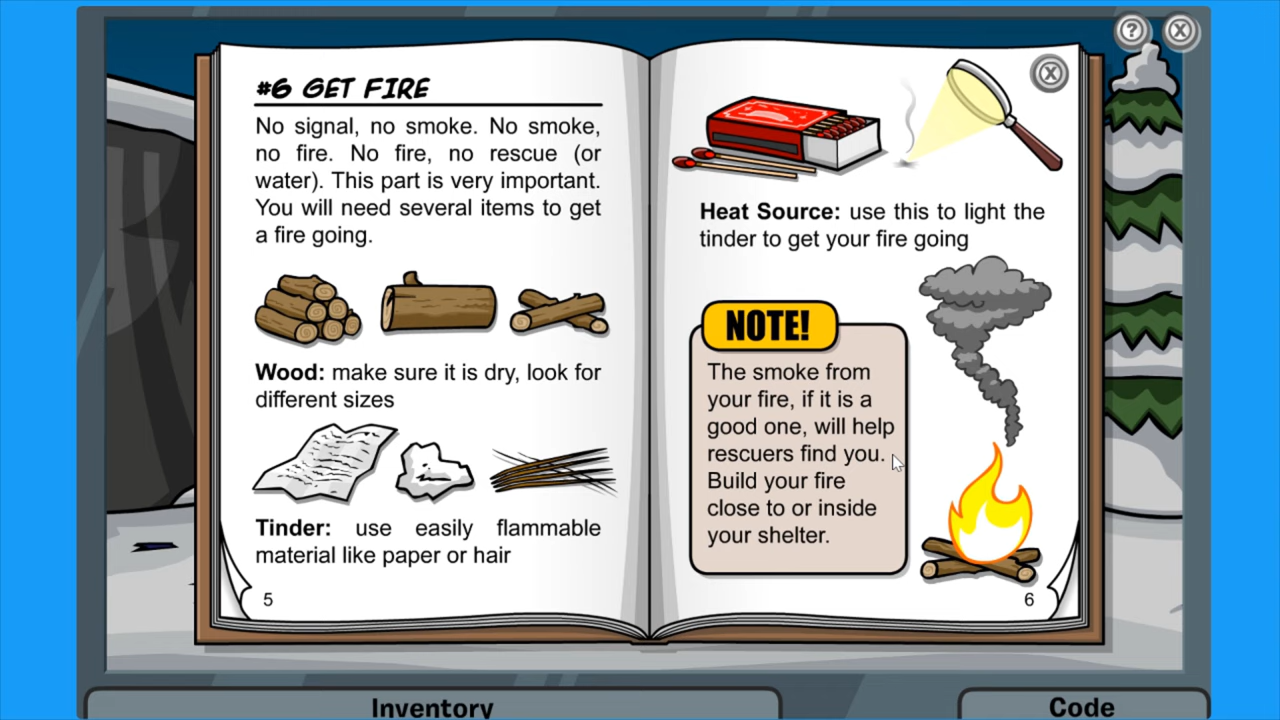 #6 GET FIRE
No signal, no smoke. No smoke,
no fire. No fire, no rescue (or
water). This part is very important.
You will need several items to get
a fire going.
Wood: make sure it is dry, look for
different sizes
Tinder: use easily flammable
material like paper or hair
5
? X
X
Heat Source: use this to light the
tinder to get your fire going
NOTE!
The smoke from
your fire, if it is a
good one, will help
rescuers find you.
Build your fire
close to or inside
your shelter.
6
Inventory
Code